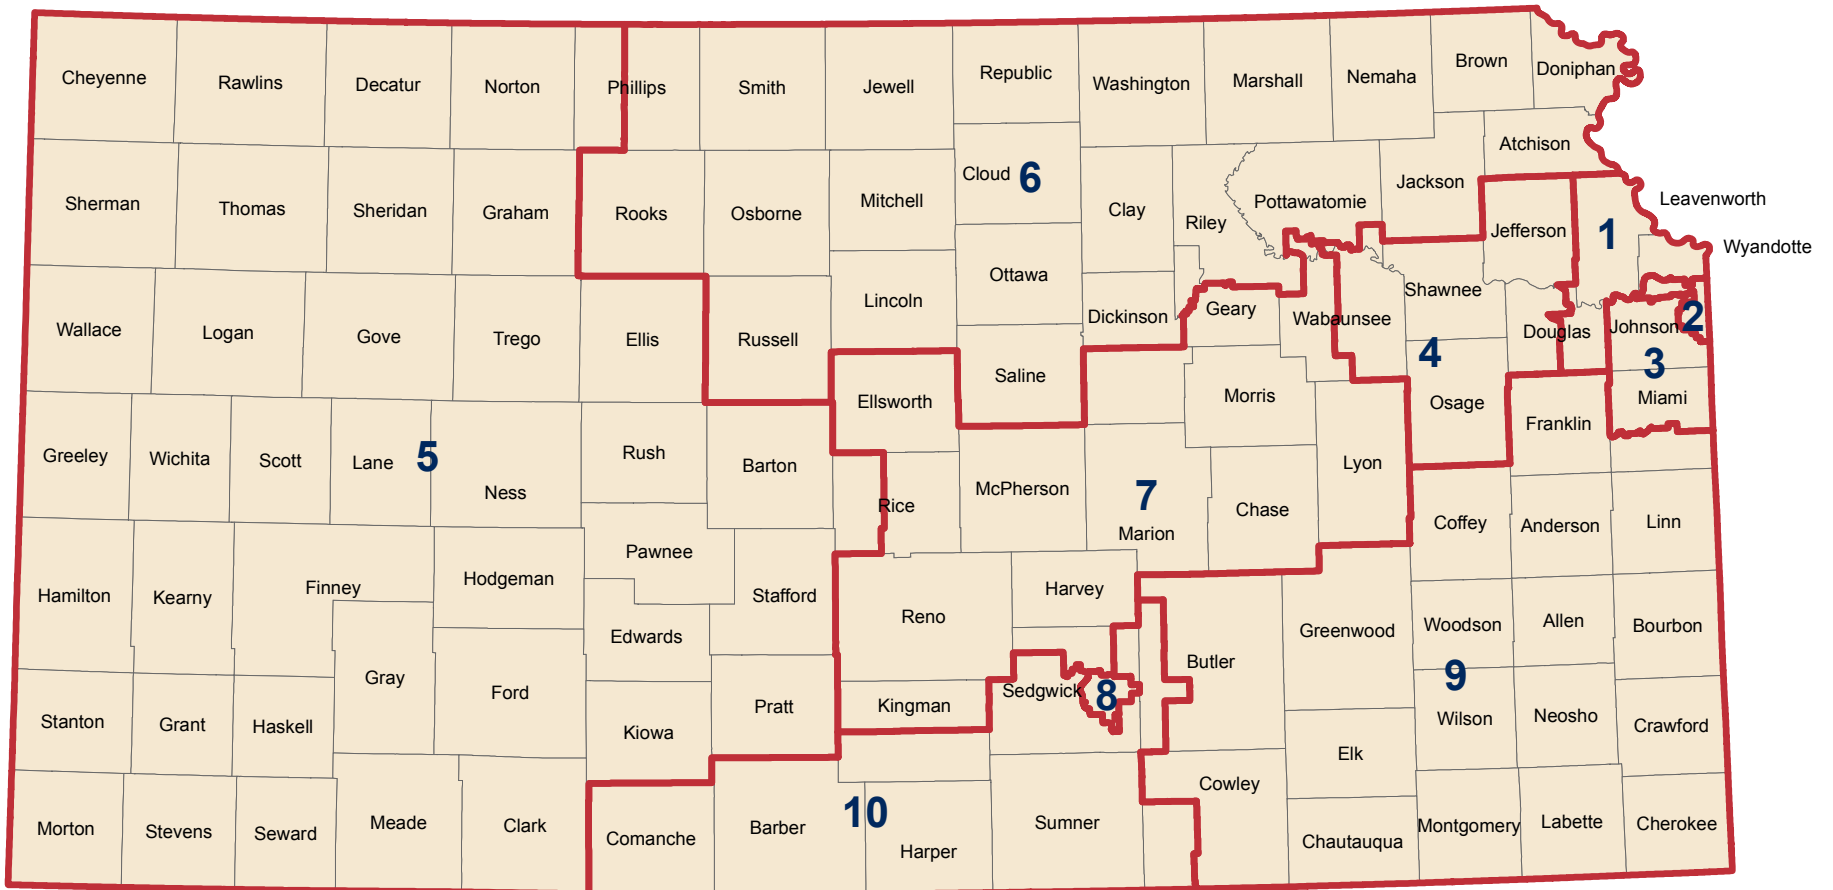 Cheyenne
Rawlins
Decatur
Norton
Phillips
Smith
Jewell
Republic
Washington
Marshall
Nemaha
Brown
Doniphan
Sherman
Thomas
Sheridan
Graham
Rooks
Osborne
Mitchell
Cloud
6
Clay
Riley
Pottawatomie
Jackson
Atchison
Jefferson
1
Leavenworth
Wyandotte
Wallace
Logan
Gove
Trego
Ellis
Russell
Lincoln
Ottawa
Dickinson
Geary
Wabaunsee
Shawnee
Douglas
Johnson
2
Saline
Ellsworth
Morris
4
Osage
3
Miami
Franklin
Greeley
Wichita
Scott
Lane
5
Ness
Rush
Barton
Rice
McPherson
7
Marion
Chase
Lyon
Coffey
Anderson
Linn
Hamilton
Kearny
Finney
Hodgeman
Pawnee
Stafford
Edwards
Reno
Harvey
Butler
Greenwood
Woodson
Allen
Bourbon
Gray
Ford
Kiowa
Pratt
Kingman
Sedgwick
8
9
Wilson
Neosho
Crawford
Stanton
Grant
Haskell
Elk
Cowley
Morton
Stevens
Seward
Meade
Clark
Comanche
Barber
10
Harper
Sumner
Chautauqua
Montgomery
Labette
Cherokee